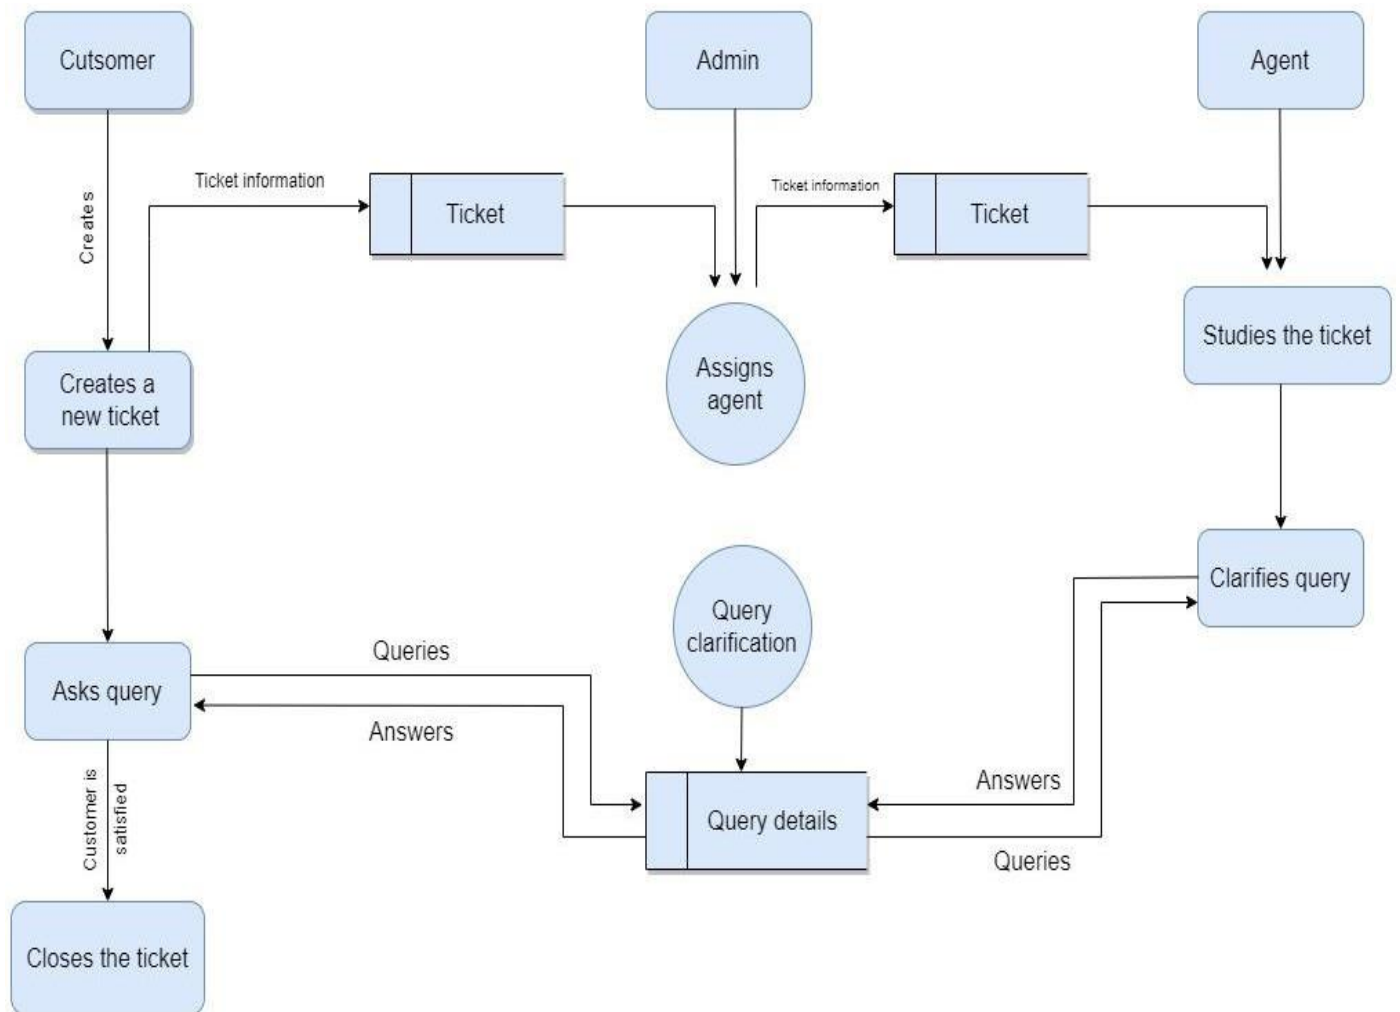 Cutsomer
Admin
Agent
Creates
Ticket information
Ticket
Ticket information
Ticket
Creates a
new ticket
Assigns
agent
Studies the ticket
Clarifies query
Query
clarification
Asks query
Queries
Answers
Customer is
satisfied
Query details
Answers
Queries
Closes the ticket